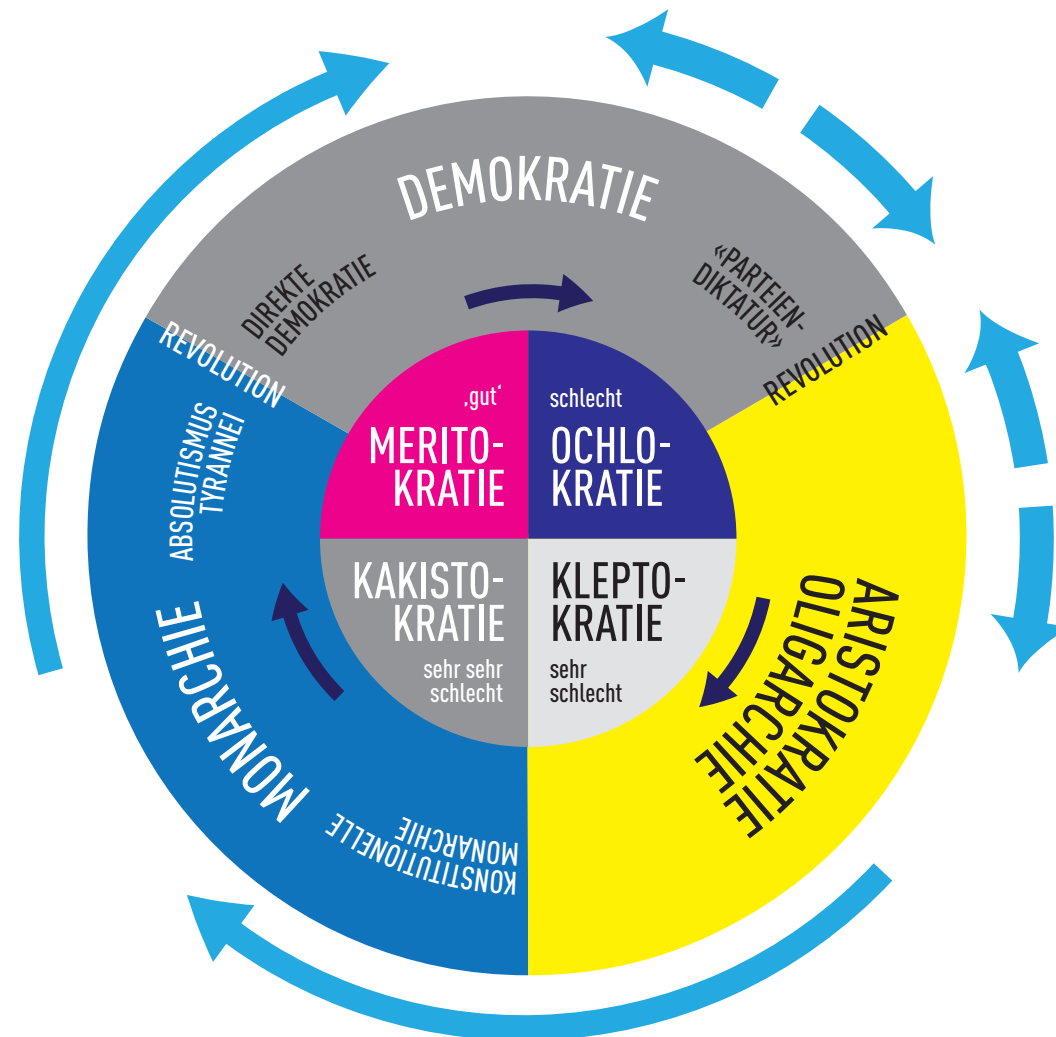 DEMOKRATIE
DIREKTE
DEMOKRATIE
«PARTEIEN-
DIKTATUR»
REVOLUTION
REVOLUTION
‚gut‘
MERITO-
KRATIE
schlecht
OCHLO-
KRATIE
ABSOLUTISMUS
TYRANNEI
KAKISTO-
KRATIE
sehr sehr
schlecht
KLEPTO-
KRATIE
sehr
schlecht
ARISTOKRATIE
OLIGARCHIE
MONARCHIE
KONSTITUTIONELLE
MONARCHIE